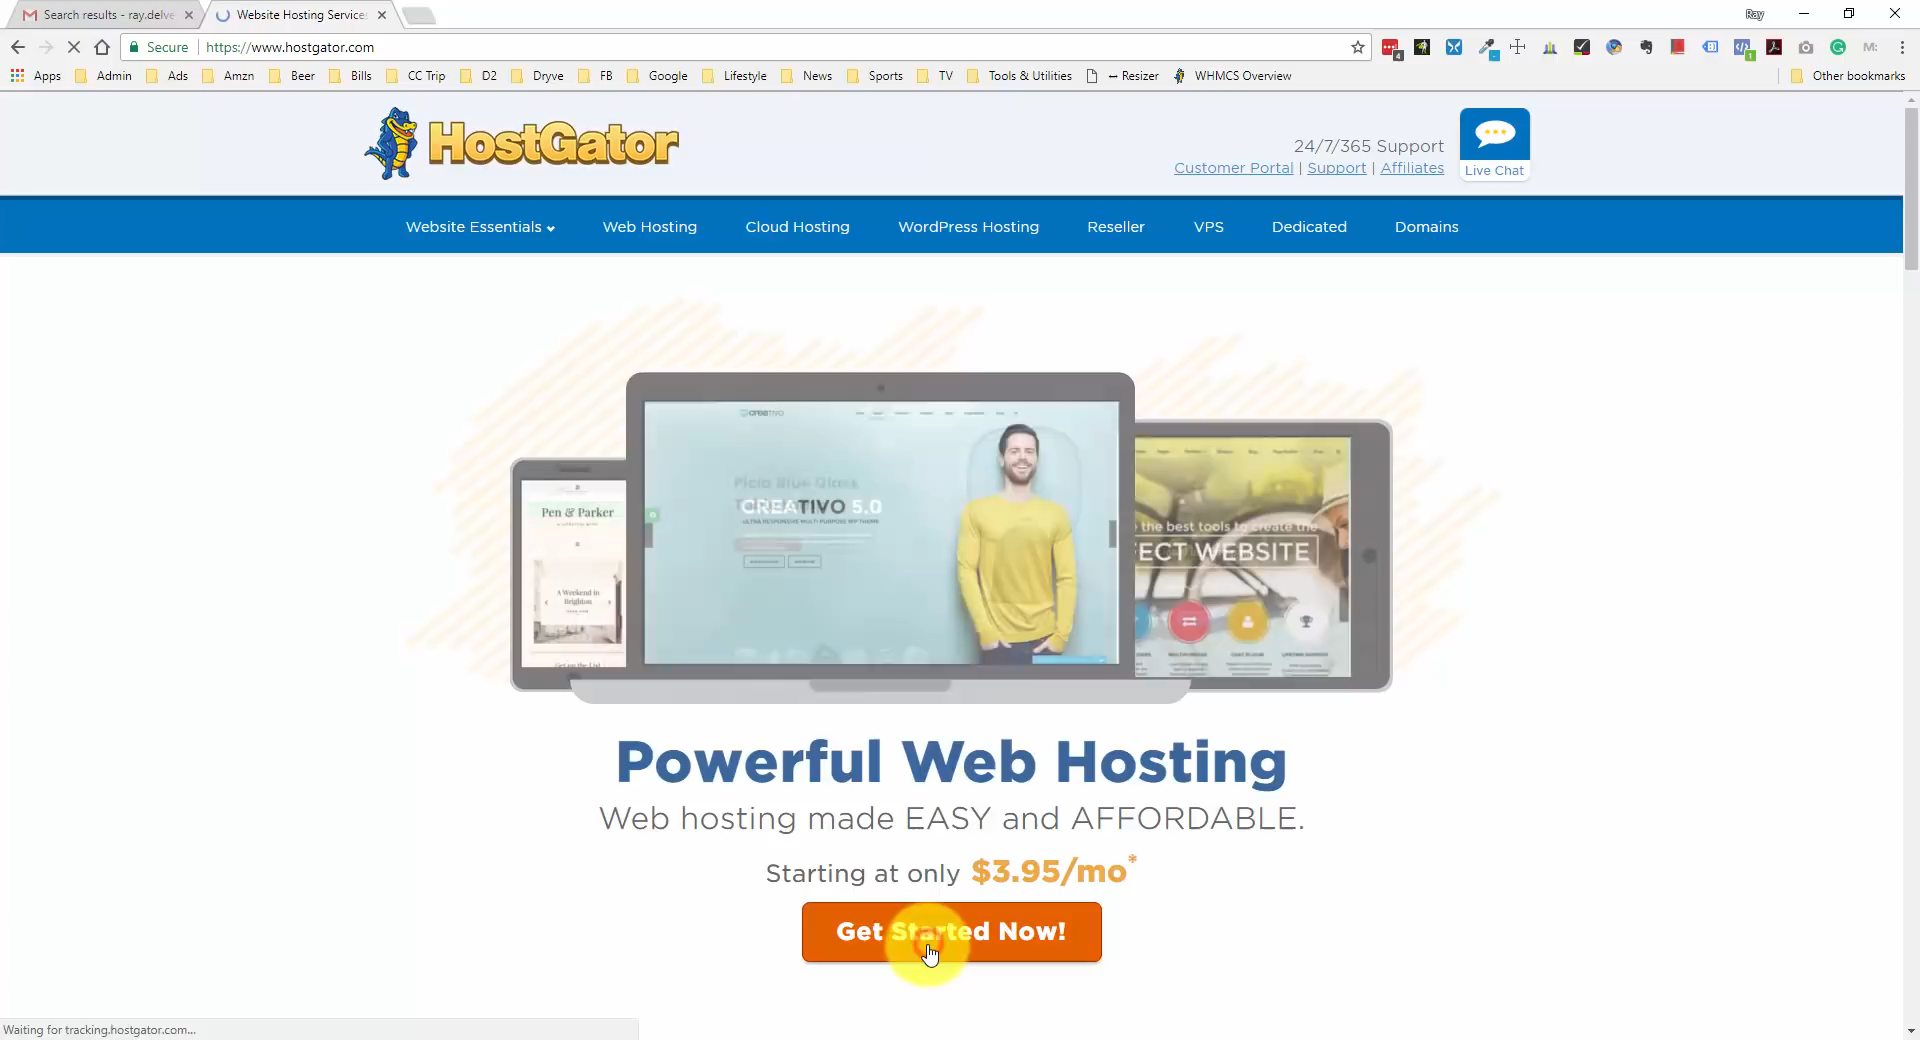 Search results - ray.delve
Website Hosting Services
Ray
Secure
https://www.hostgator.com
Apps
Admin
Ads
Amzn
Beer
Bills
CC Trip
D2
Dryve
FB
Google
Lifestyle
News
Sports
TV
Tools & Utilities
Resizer
WHMCS Overview
Other bookmarks
HostGator
24/7/365 Support
Customer Portal | Support | Affiliates
Live Chat
Website Essentials
Web Hosting
Cloud Hosting
WordPress Hosting
Reseller
VPS
Dedicated
Domains
CREATIVO
CREATIVO 5.0
ULTRA RESPONSIVE MULTI PURPOSE WP THEME
Pen & Parker
A Weekend in
Brighton
Get on the List
the best tools to create the
ECT WEBSITE
Powerful Web Hosting
Web hosting made EASY and AFFORDABLE.
Starting at only $3.95/mo*
Get Started Now!
Waiting for tracking.hostgator.com...